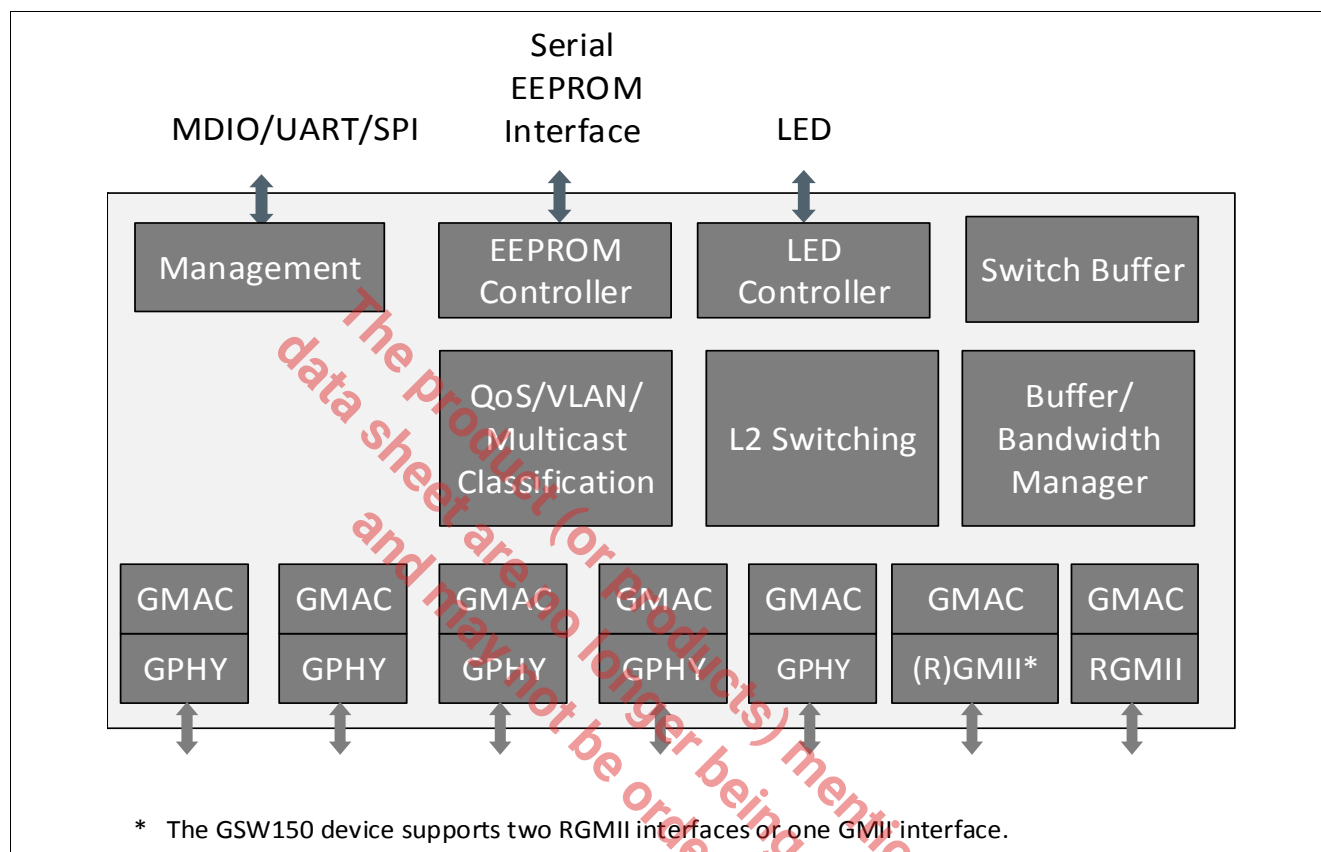 Serial
EEPROM
Interface
MDIO/UART/SPI
LED
Management
EEPROM
Controller
LED
Controller
Switch Buffer
QoS/VLAN/
Multicast
Classification
L2 Switching
Buffer/
Bandwidth
Manager
GMAC
GPHY
GMAC
GPHY
GMAC
GPHY
GMAC
GPHY
GMAC
GPHY
GMAC
(R)GMII*
GMAC
RGMII
* The GSW150 device supports two RGMII interfaces or one GMII interface.
The product (or products) mentio
data sheet are no longer being
and may not be orde